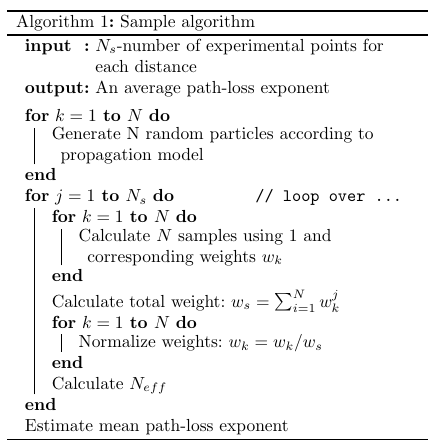 Algorithm 1: Sample algorithm
input : N_s-number of experimental points for
each distance
output: An average path-loss exponent
for k = 1 to N do
Generate N random particles according to
propagation model
end
for j = 1 to N_s do // loop over ...
for k = 1 to N do
Calculate N samples using 1 and
corresponding weights w_k
end
Calculate total weight: w_s = ∑_{i=1}^{N} w_k^j
for k = 1 to N do
Normalize weights: w_k = w_k/w_s
end
Calculate N_{eff}
end
Estimate mean path-loss exponent